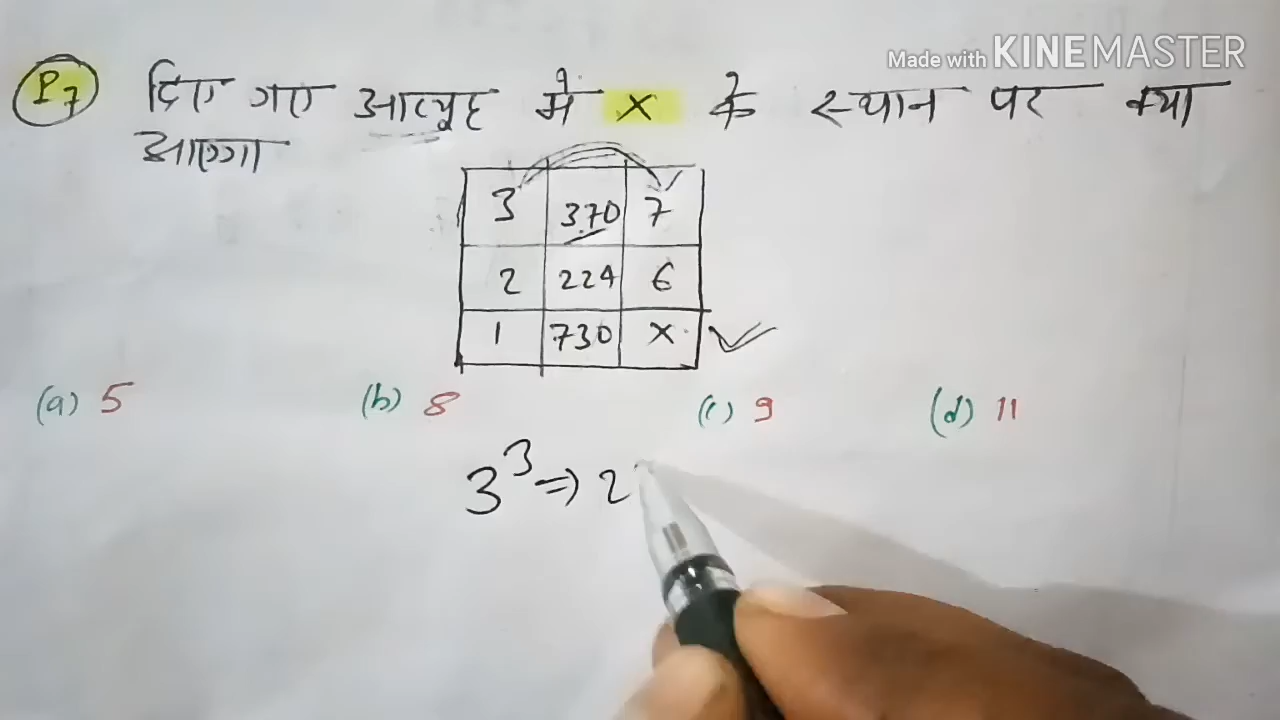 Made with KINEMASTER
P7 दिए गए आव्यूह में x के स्थान पर क्या
आएगा
3 370 7
2 224 6
1 730 x
(a) 5 (b) 8 (c) 9 (d) 11
3³ ⇒ 2